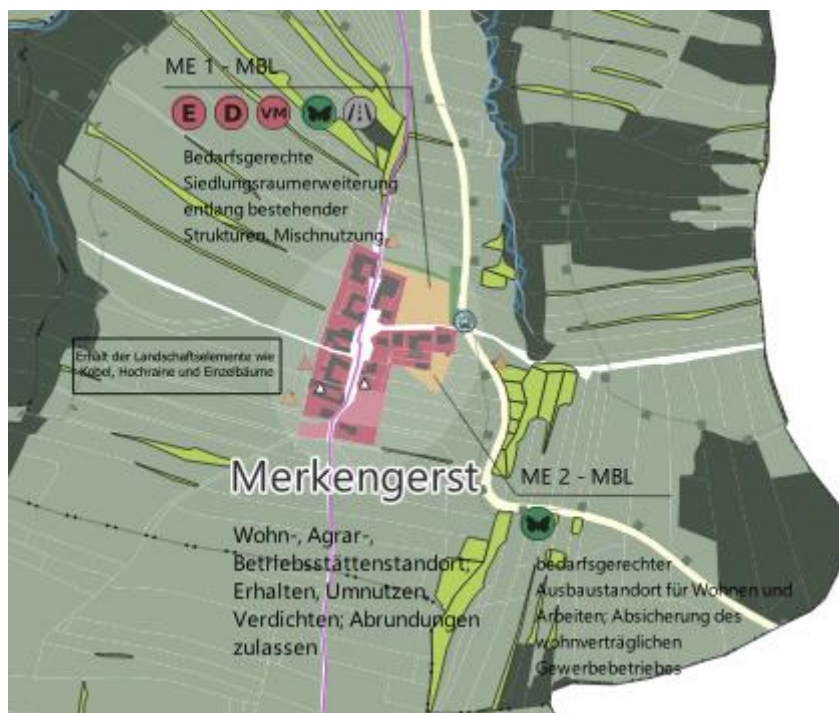 ME 1 - MBL
E D VM
Bedarfsgerechte
Siedlungsraumerweiterung
entlang bestehender
Strukturen, Mischnutzung
Erhalt der Landschaftselemente wie
Kobel, Hochraine und Einzelbäume
Merkengerst
ME 2 - MBL
Wohn-, Agrar-,
Betriebsstättenstandort;
Erhalten, Umnutzen,
Verdichten; Abrundungen
zulassen
bedarfsgerechter
Ausbaustandort für Wohnen und
Arbeiten; Absicherung des
wohnverträglichen
Gewerbebetriebes